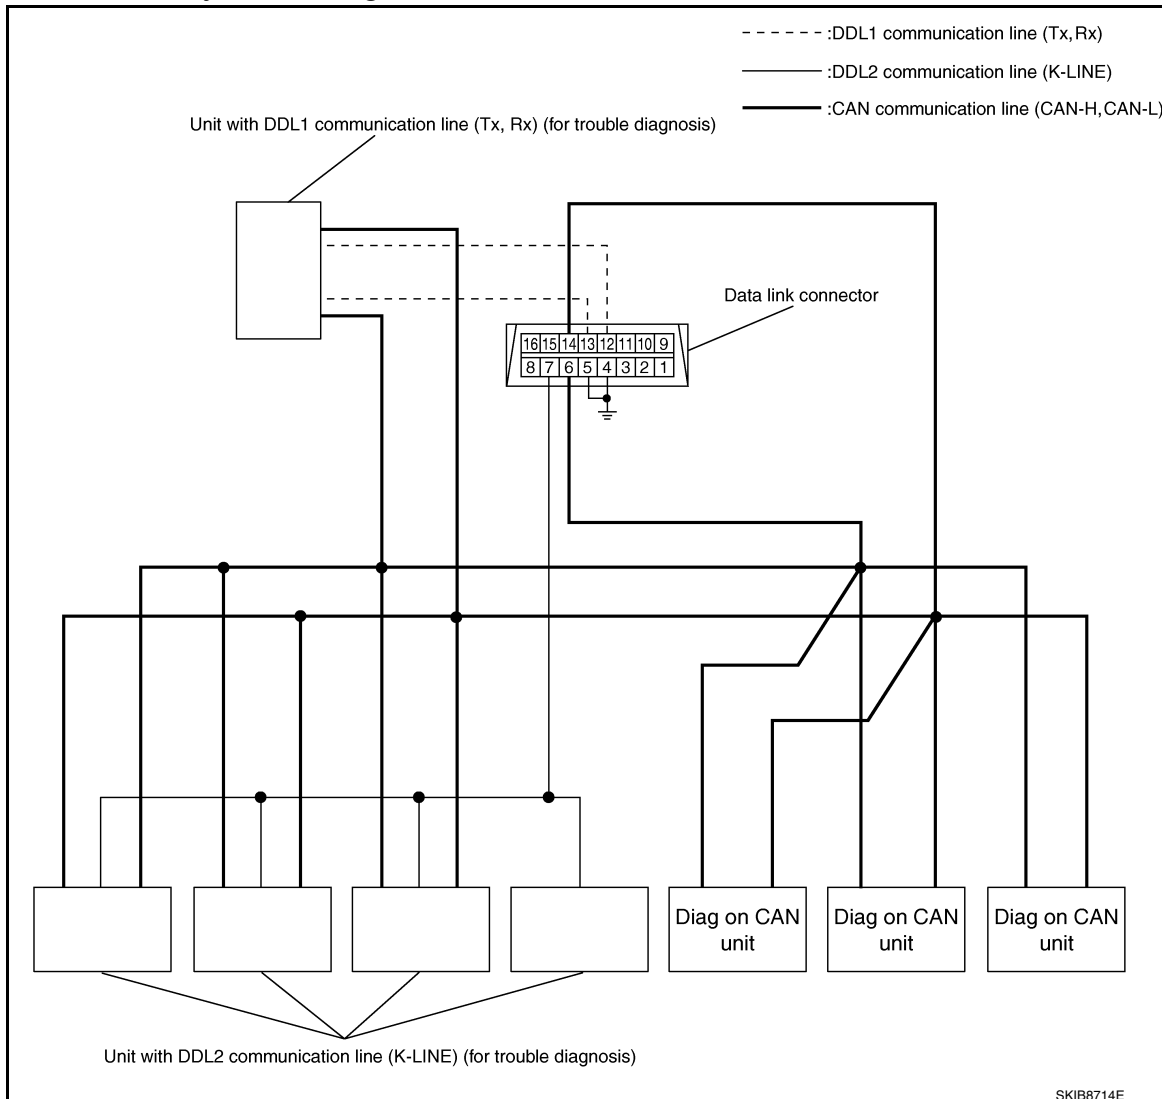 :DDL1 communication line (Tx,Rx)
:DDL2 communication line (K-LINE)
:CAN communication line (CAN-H,CAN-L)
Unit with DDL1 communication line (Tx, Rx) (for trouble diagnosis)
Data link connector
16 15 14 13 12 11 10 9
8 7 6 5 4 3 2 1
Diag on CAN
unit
Diag on CAN
unit
Diag on CAN
unit
Unit with DDL2 communication line (K-LINE) (for trouble diagnosis)
SKIB8714E